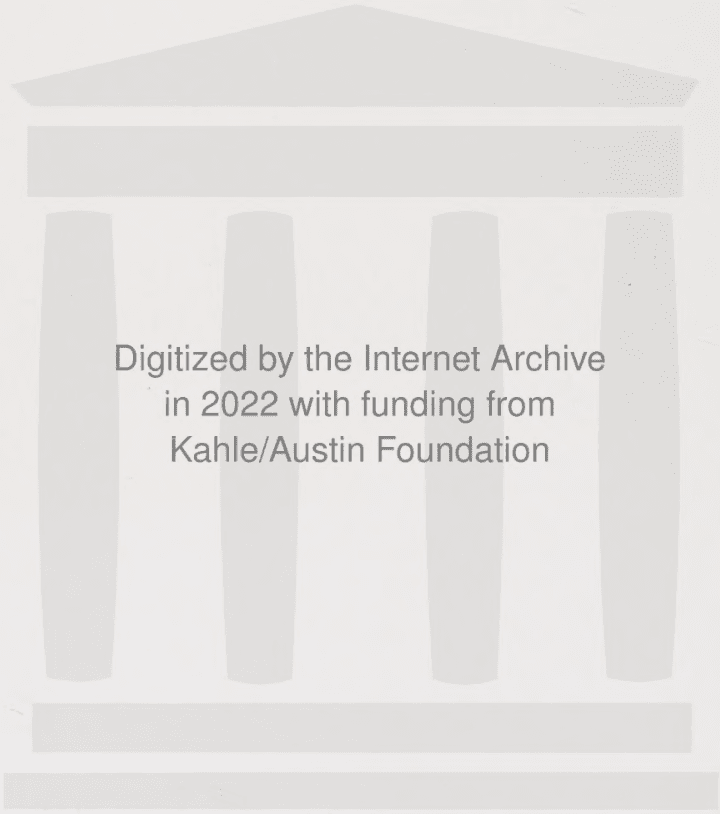 Digitized by the Internet Archive
in 2022 with funding from
Kahle/Austin Foundation